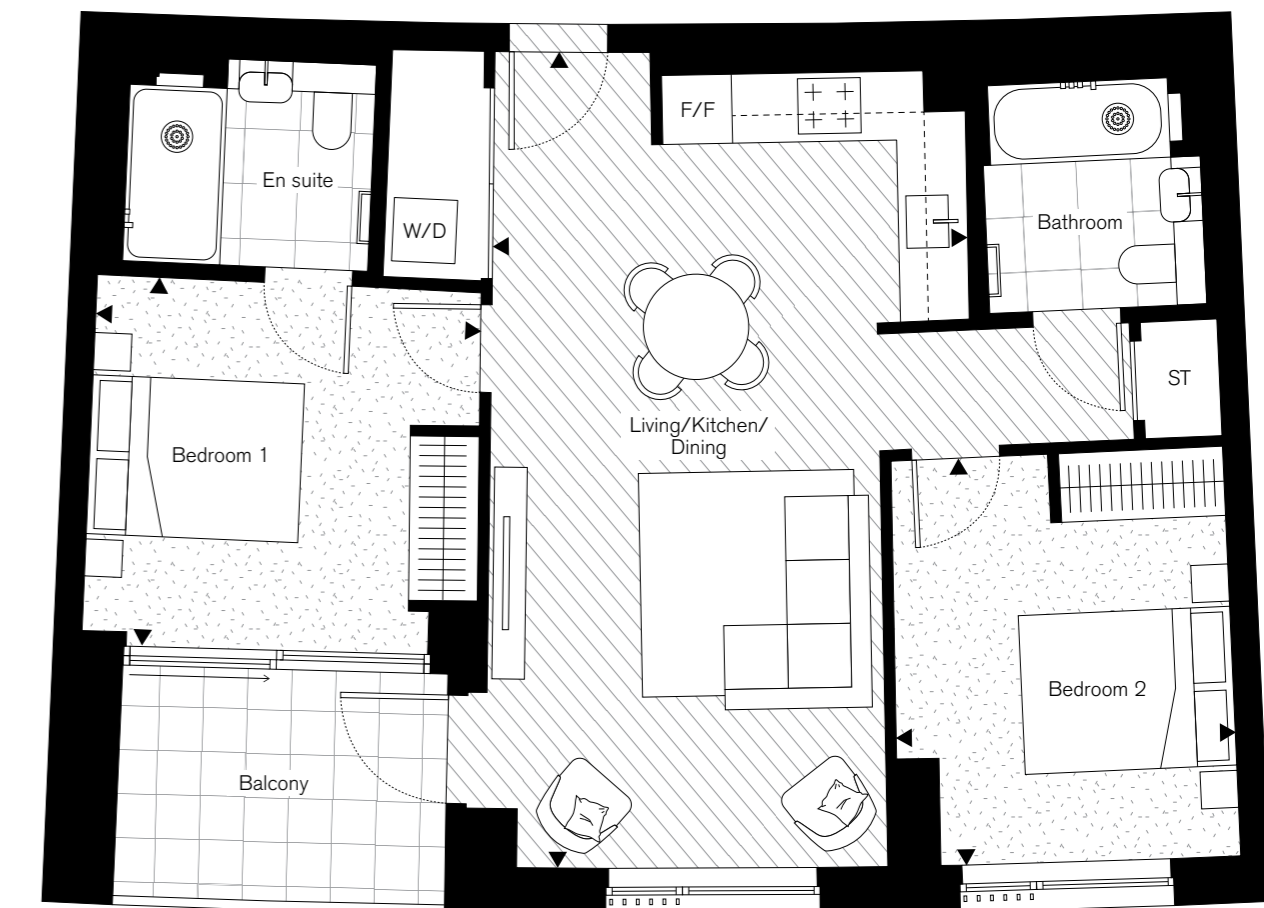 F/F
En suite
W/D
Bathroom
ST
Living/Kitchen/
Dining
Bedroom 1
Bedroom 2
Balcony